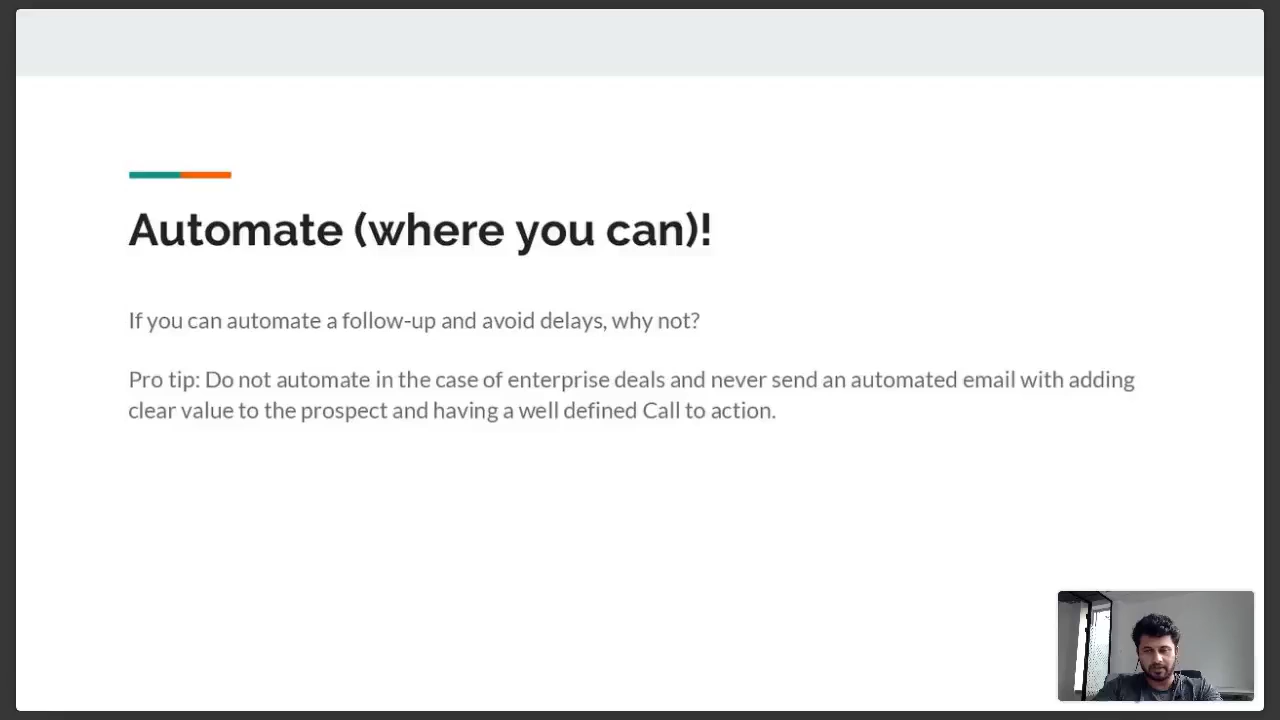 Automate (where you can)!
If you can automate a follow-up and avoid delays, why not?
Pro tip: Do not automate in the case of enterprise deals and never send an automated email with adding
clear value to the prospect and having a well defined Call to action.